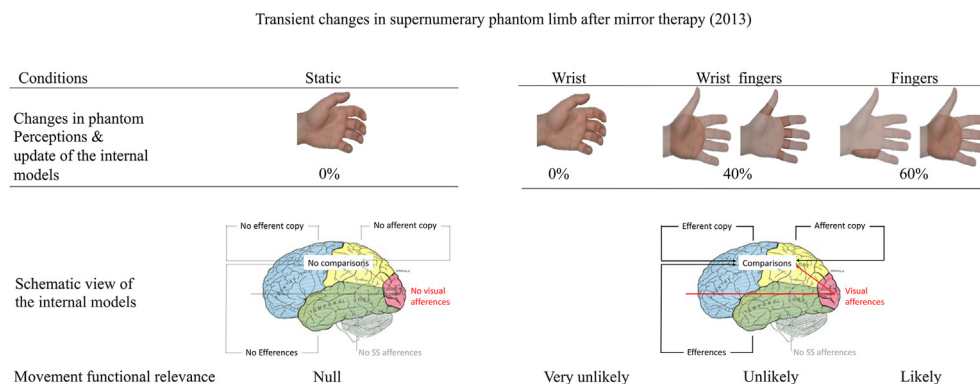 Transient changes in supernumerary phantom limb after mirror therapy (2013)
Conditions Static Wrist Wrist fingers Fingers
Changes in phantom
Perceptions &
update of the internal
models
0% 0% 40% 60%
No efferent copy No afferent copy Efferent copy Afferent copy
No comparisons Comparisons
Schematic view of
the internal models
No visual
afferences
Visual
afferences
TEMPORAL TEMPORAL
No Efferences No SS afferences Efferences No SS afferences
Movement functional relevance Null Very unlikely Unlikely Likely